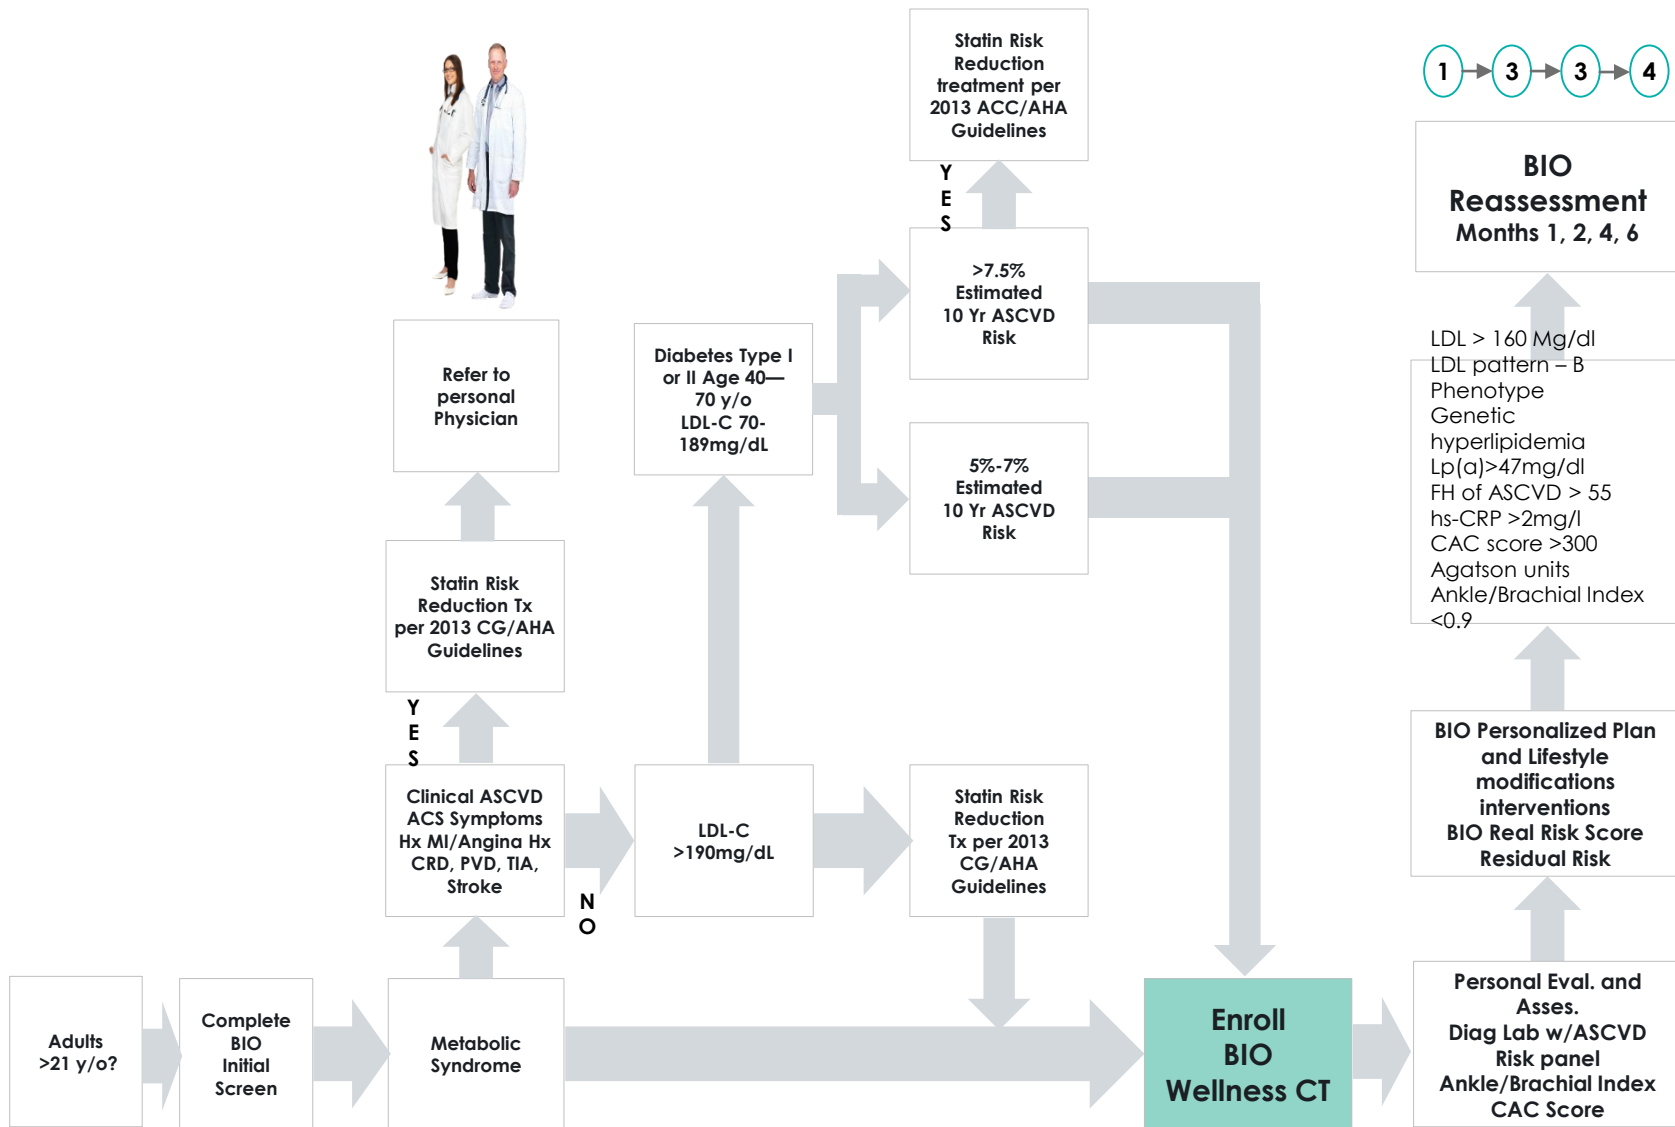 Statin Risk
Reduction
treatment per
2013 ACC/AHA
Guidelines
1
3
3
4
BIO
Reassessment
Months 1, 2, 4, 6
Y
E
S
>7.5%
Estimated
10 Yr ASCVD
Risk
Refer to
personal
Physician
Diabetes Type I
or II Age 40—
70 y/o
LDL-C 70-
189mg/dL
5%-7%
Estimated
10 Yr ASCVD
Risk
LDL > 160 Mg/dl
LDL pattern – B
Phenotype
Genetic
hyperlipidemia
Lp(a)>47mg/dl
FH of ASCVD > 55
hs-CRP >2mg/l
CAC score >300
Agatson units
Ankle/Brachial Index
<0.9
Statin Risk
Reduction Tx
per 2013 CG/AHA
Guidelines
Y
E
S
Clinical ASCVD
ACS Symptoms
Hx MI/Angina Hx
CRD, PVD, TIA,
Stroke
N
O
LDL-C
>190mg/dL
Statin Risk
Reduction
Tx per 2013
CG/AHA
Guidelines
BIO Personalized Plan
and Lifestyle
modifications
interventions
BIO Real Risk Score
Residual Risk
Adults
>21 y/o?
Complete
BIO
Initial
Screen
Metabolic
Syndrome
Enroll
BIO
Wellness CT
Personal Eval. and
Asses.
Diag Lab w/ASCVD
Risk panel
Ankle/Brachial Index
CAC Score